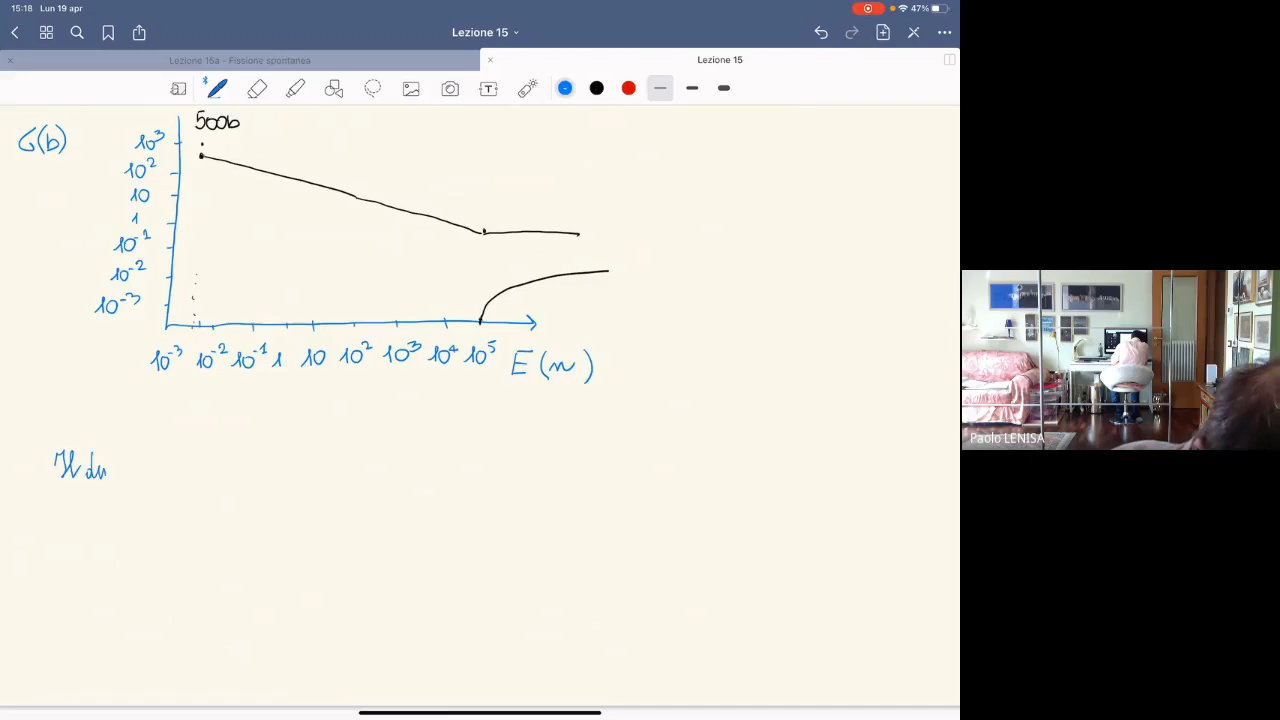 15:18 Lun 19 apr
47%
Lezione 15
Lezione 15a - Fissione spontanea
Lezione 15
500b
σ(b)
10³
10²
10
1
10⁻¹
10⁻²
10⁻³
10⁻³ 10⁻² 10⁻¹ 1 10 10² 10³ 10⁴ 10⁵ E (n)
Paolo LENISA